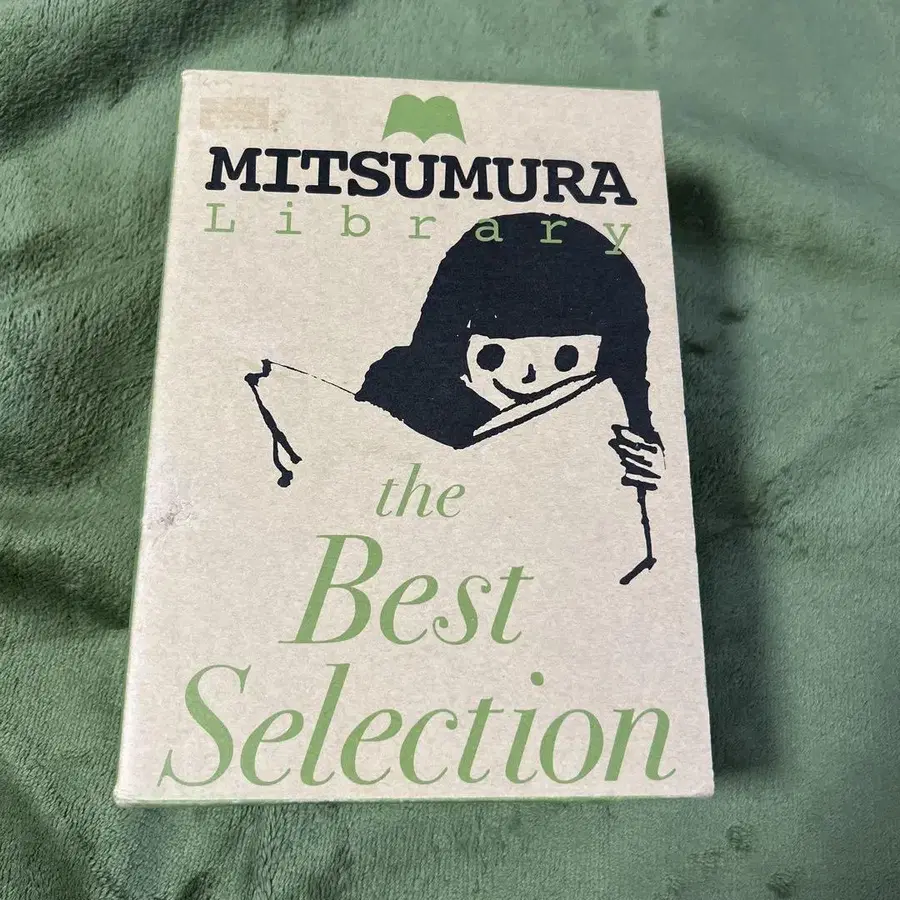 MITSUMURA
Library
the
Best
Selection